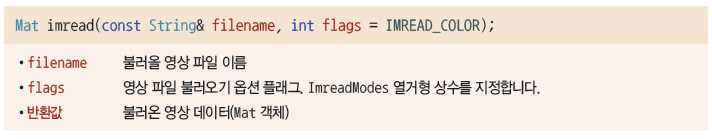 Mat imread(const String& filename, int flags = IMREAD_COLOR);
• filename 불러올 영상 파일 이름
• flags 영상 파일 불러오기 옵션 플래그. ImreadModes 열거형 상수를 지정합니다.
• 반환값 불러온 영상 데이터(Mat 객체)